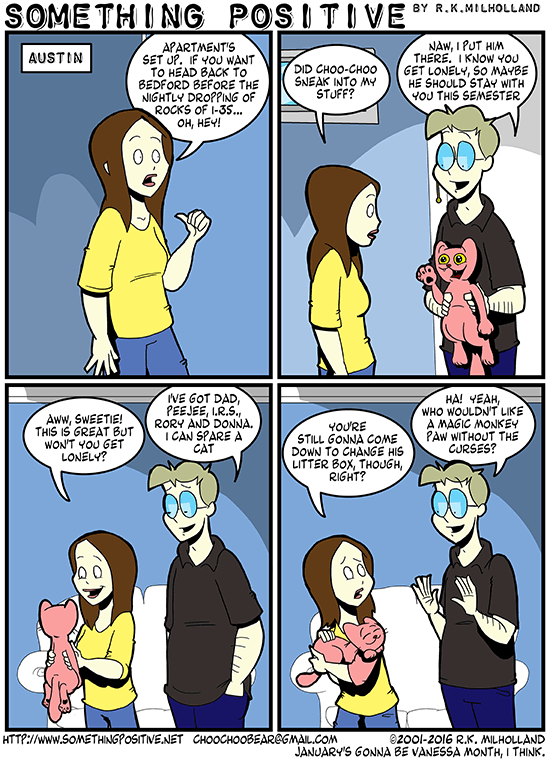 SOMETHING POSITIVE BY R.K.MILHOLLAND
AUSTIN
APARTMENT'S
SET UP. IF YOU WANT
TO HEAD BACK TO
BEDFORD BEFORE THE
NIGHTLY DROPPING OF
ROCKS OF I-35...
OH, HEY!
DID CHOO-CHOO
SNEAK INTO MY
STUFF?
NAW, I PUT HIM
THERE. I KNOW YOU
GET LONELY, SO MAYBE
HE SHOULD STAY WITH
YOU THIS SEMESTER
AWW, SWEETIE!
THIS IS GREAT BUT
WON'T YOU GET
LONELY?
I'VE GOT DAD,
PEEJEE, I.R.S.,
RORY AND DONNA.
I CAN SPARE A
CAT
YOU'RE
STILL GONNA COME
DOWN TO CHANGE HIS
LITTER BOX, THOUGH,
RIGHT?
HA! YEAH,
WHO WOULDN'T LIKE
A MAGIC MONKEY
PAW WITHOUT THE
CURSES?
HTTP://WWW.SOMETHINGPOSITIVE.NET CHOOCHOOBEAR@GMAIL.COM ©2001-2016 R.K. MILHOLLAND
JANUARY'S GONNA BE VANESSA MONTH, I THINK.